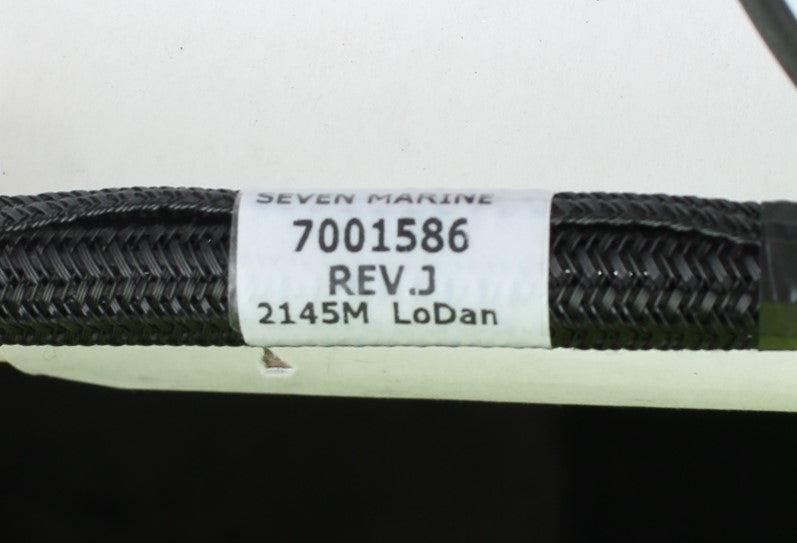 SEVEN MARINE
7001586
REV.J
2145M LoDan